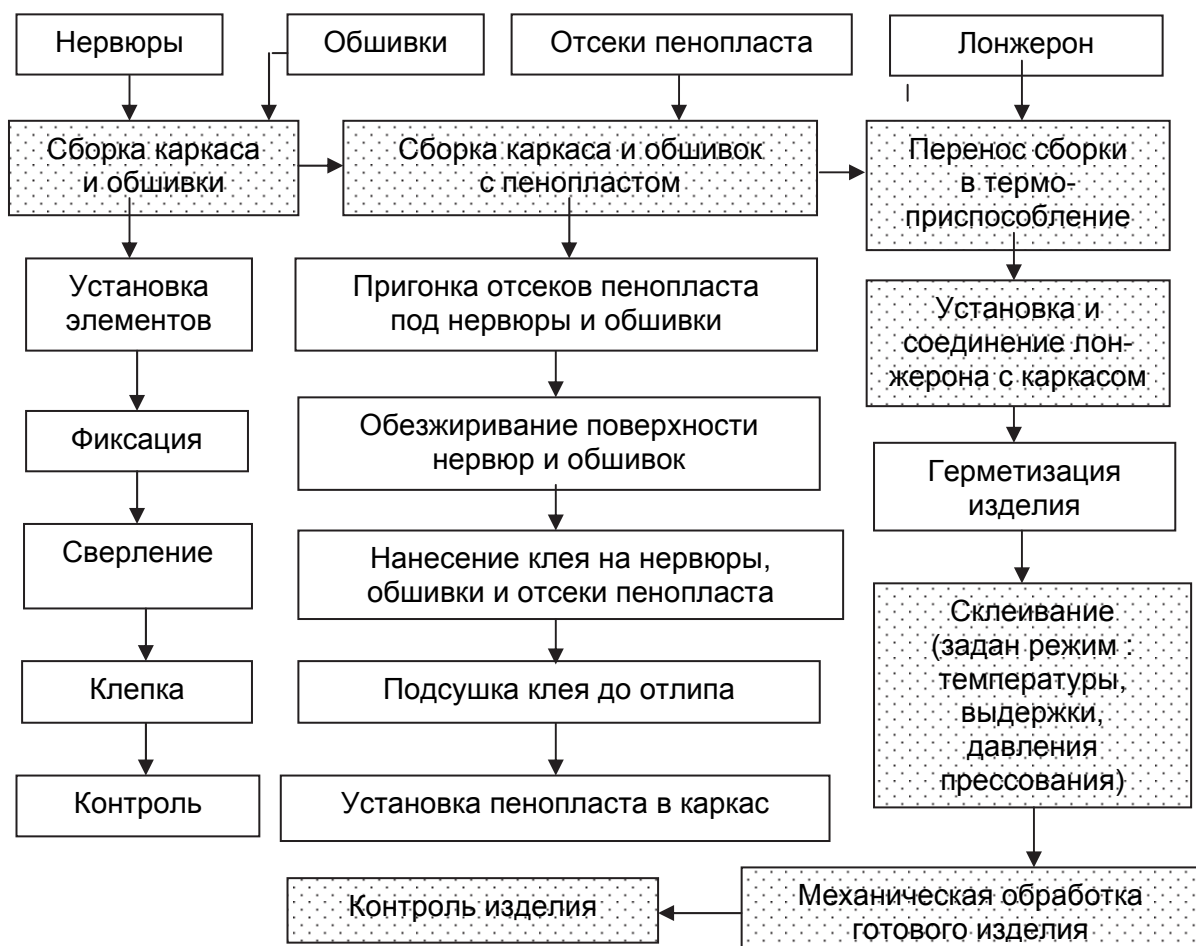 Нервюры
Обшивки
Отсеки пенопласта
Лонжерон
Сборка каркаса
и обшивки
Сборка каркаса и обшивок
с пенопластом
Перенос сборки
в термо-
приспособление
Установка
элементов
Фиксация
Сверление
Клепка
Контроль
Пригонка отсеков пенопласта
под нервюры и обшивки
Обезжиривание поверхности
нервюр и обшивок
Нанесение клея на нервюры,
обшивки и отсеки пенопласта
Подсушка клея до отлипа
Установка пенопласта в каркас
Установка и
соединение лон-
жерона с каркасом
Герметизация
изделия
Склеивание
(задан режим :
температуры,
выдержки,
давления
прессования)
Механическая обработка
готового изделия
Контроль изделия